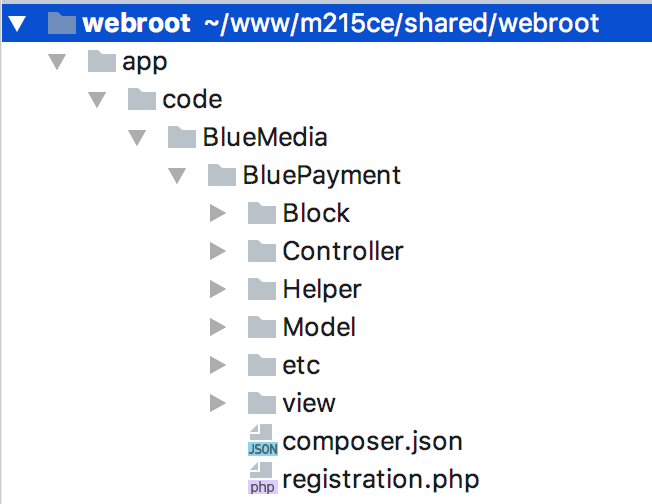 webroot ~/www/m215ce/shared/webroot
app
code
BlueMedia
BluePayment
Block
Controller
Helper
Model
etc
view
JSON composer.json
php registration.php